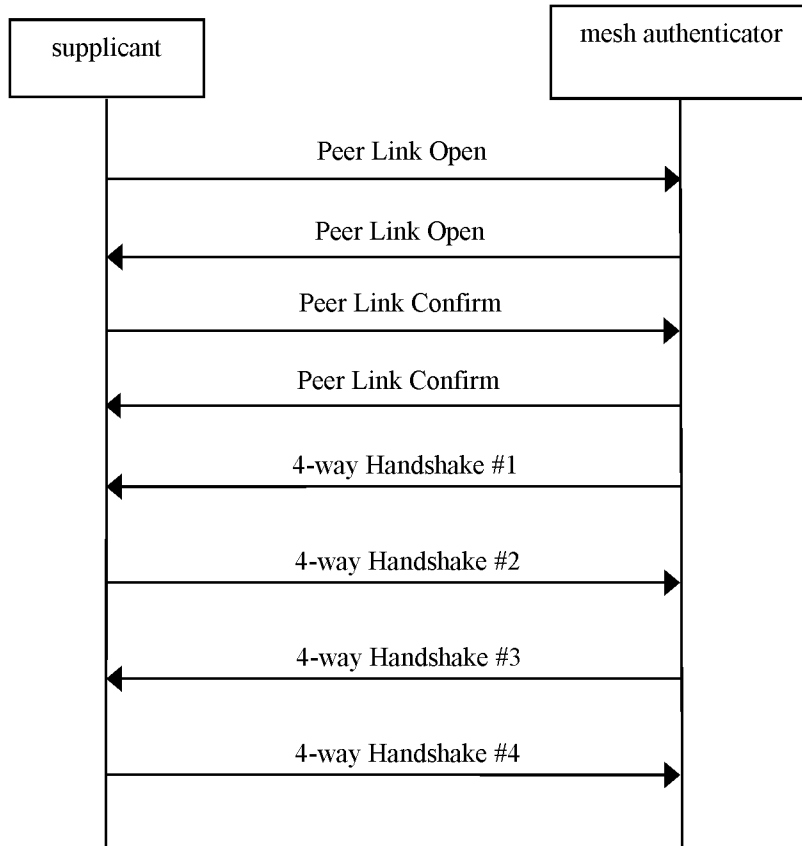 supplicant
mesh authenticator
Peer Link Open
Peer Link Open
Peer Link Confirm
Peer Link Confirm
4-way Handshake #1
4-way Handshake #2
4-way Handshake #3
4-way Handshake #4